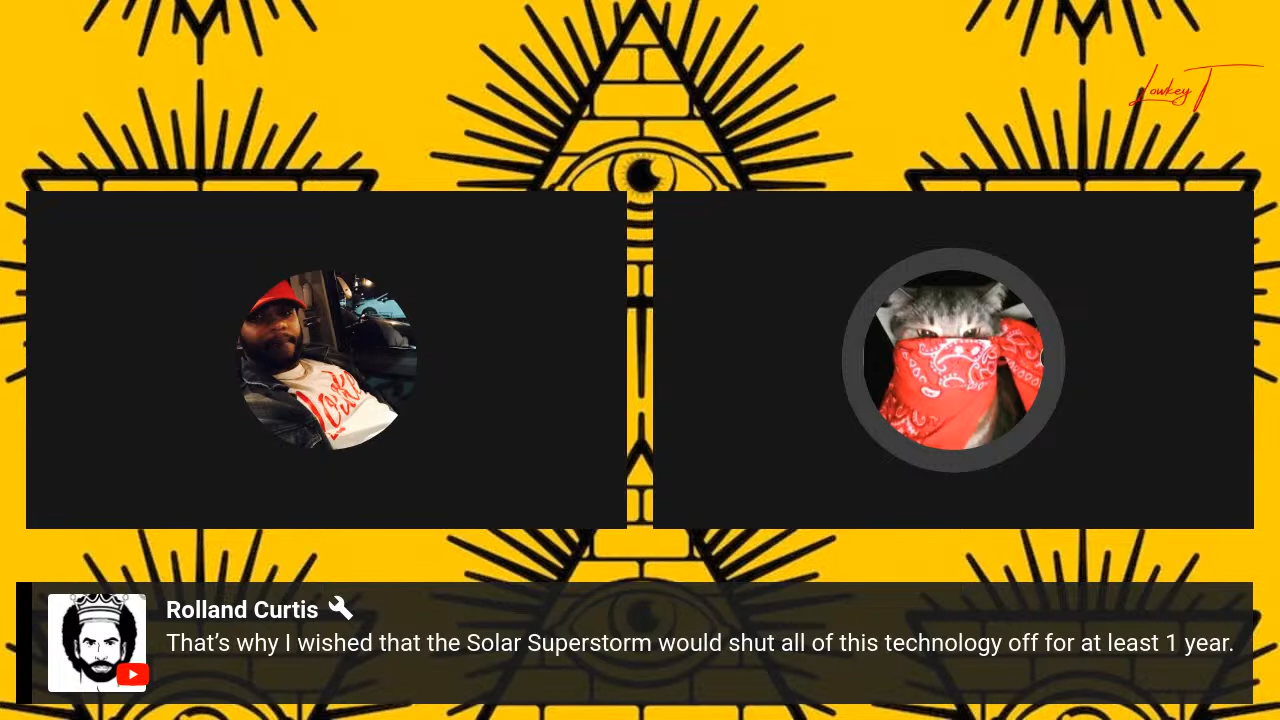 Lowkey T
Rolland Curtis
That’s why I wished that the Solar Superstorm would shut all of this technology off for at least 1 year.